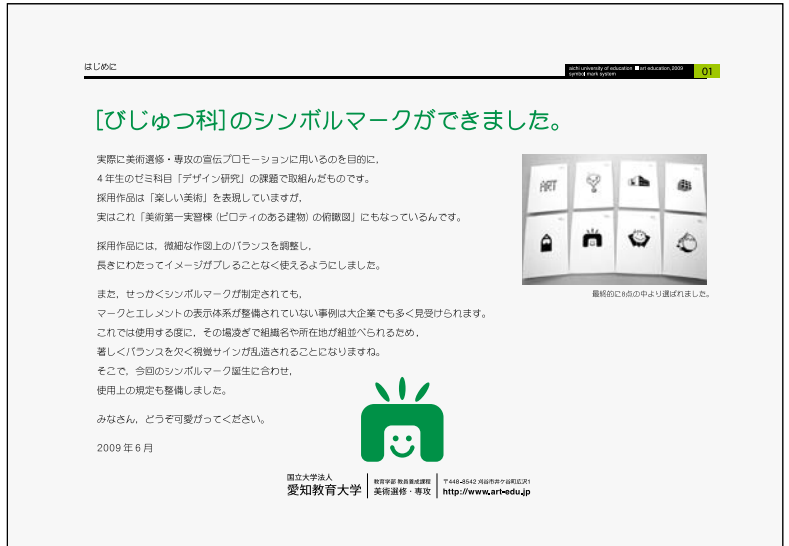 はじめに
aichi university of education ■art education,2009
symbol mark system
01
[びじゅつ科]のシンボルマークができました。
実際に美術選修・専攻の宣伝プロモーションに用いるのを目的に,
4年生のゼミ科目「デザイン研究」の課題で取組んだものです。
採用作品は「楽しい美術」を表現していますが,
実はこれ「美術第一実習棟(ピロティのある建物)の俯瞰図」にもなっているんです。
採用作品には, 微細な作図上のバランスを調整し,
長きにわたってイメージがブレることなく使えるようにしました。
ART
最終的に8点の中より選ばれました。
また, せっかくシンボルマークが制定されても,
マークとエレメントの表示体系が整備されていない事例は大企業でも多く見受けられます。
これでは使用する度に, その場凌ぎで組織名や所在地が組並べられるため,
著しくバランスを欠く視覚サインが乱造されることになりますね。
そこで, 今回のシンボルマーク誕生に合わせ,
使用上の規定も整備しました。
みなさん, どうぞ可愛がってください。
2009年6月
国立大学法人
愛知教育大学
教育学部 教員養成課程
美術選修・専攻
〒448-8542 刈谷市井ケ谷町広沢1
http://www.art-edu.jp